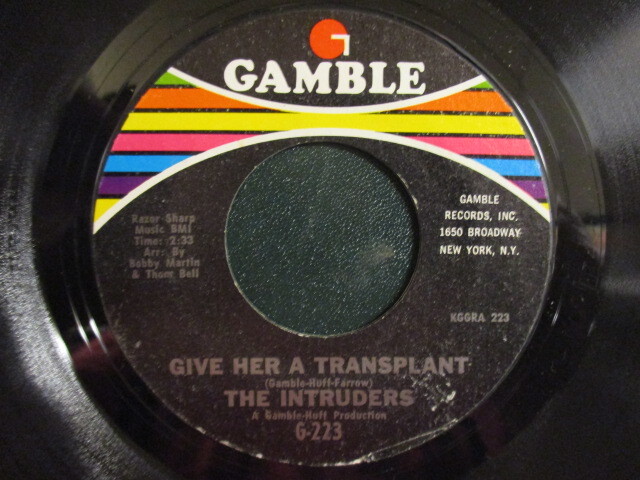 GAMBLE
Razor Sharp
Music BMI
Time: 2:33
Arr. By
Bobby Martin
& Thom Bell
GAMBLE
RECORDS, INC.
1650 BROADWAY
NEW YORK, N.Y.
KGGRA 223
GIVE HER A TRANSPLANT
(Gamble-Huff-Farrow)
THE INTRUDERS
A Gamble-Huff Production
G-223